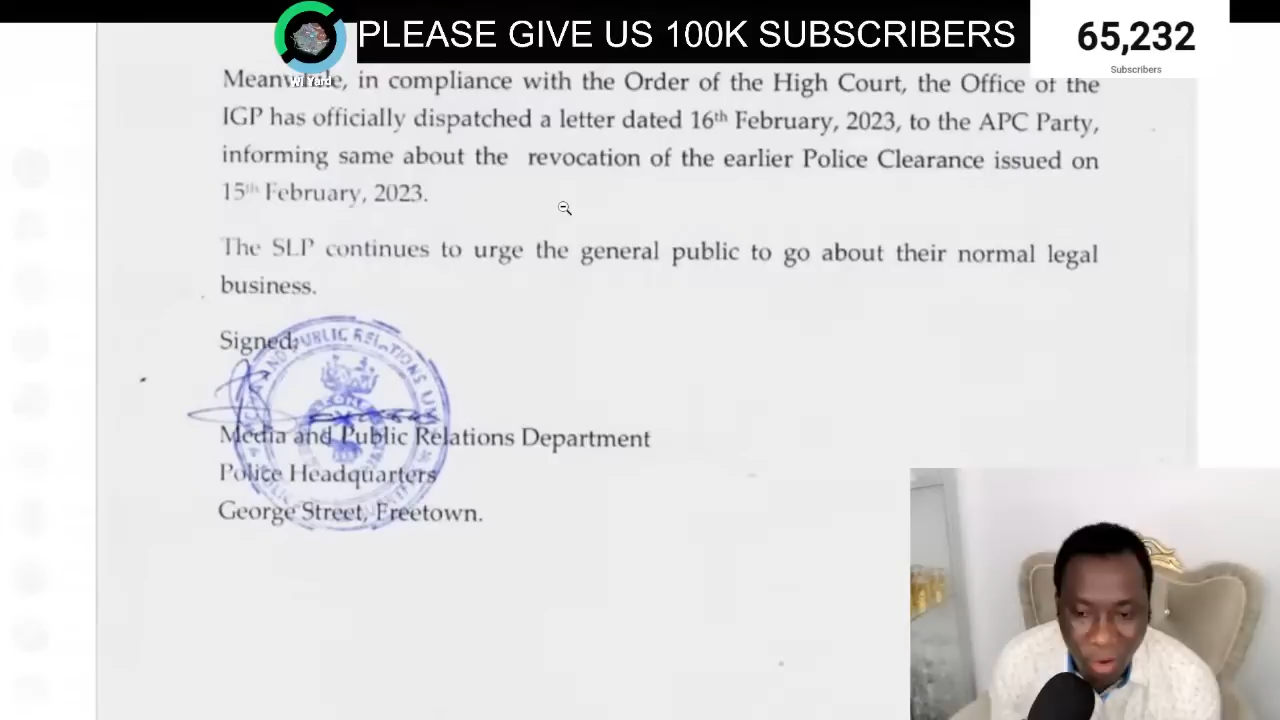 PLEASE GIVE US 100K SUBSCRIBERS
65,232
Subscribers
Wi Yard
Meanwhile, in compliance with the Order of the High Court, the Office of the
IGP has officially dispatched a letter dated 16th February, 2023, to the APC Party,
informing same about the revocation of the earlier Police Clearance issued on
15th February, 2023.
The SLP continues to urge the general public to go about their normal legal
business.
Signed;
PUBLIC RELATIONS
Media and Public Relations Department
Police Headquarters
George Street, Freetown.